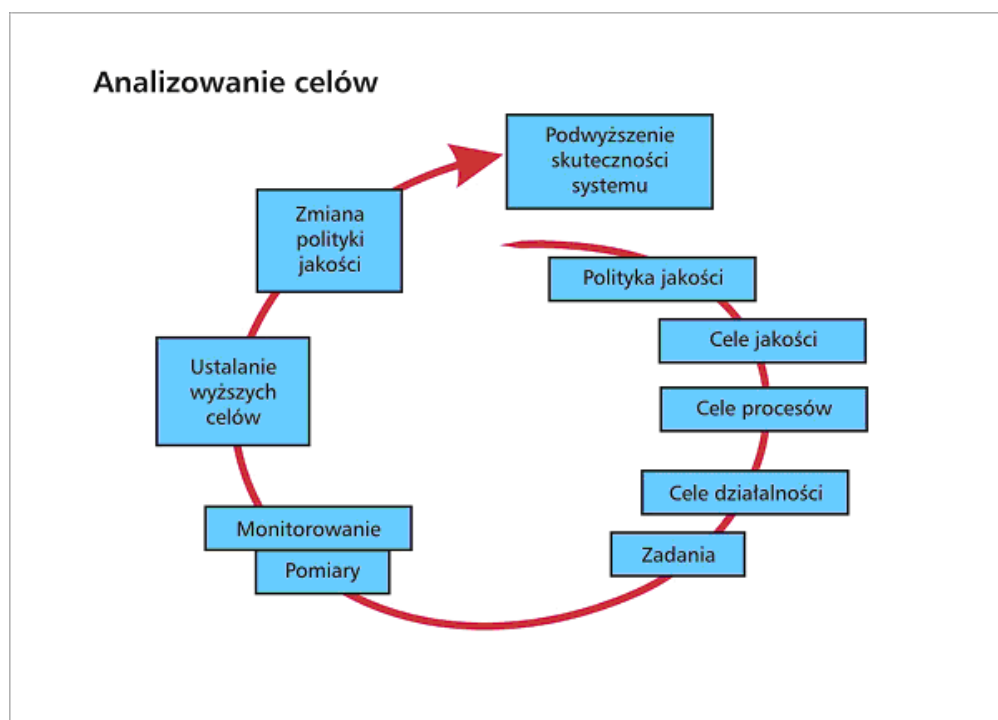 Analizowanie celów
Podwyższenie
skuteczności
systemu
Zmiana
polityki
jakości
Polityka jakości
Cele jakości
Ustalanie
wyższych
celów
Cele procesów
Cele działalności
Monitorowanie
Zadania
Pomiary